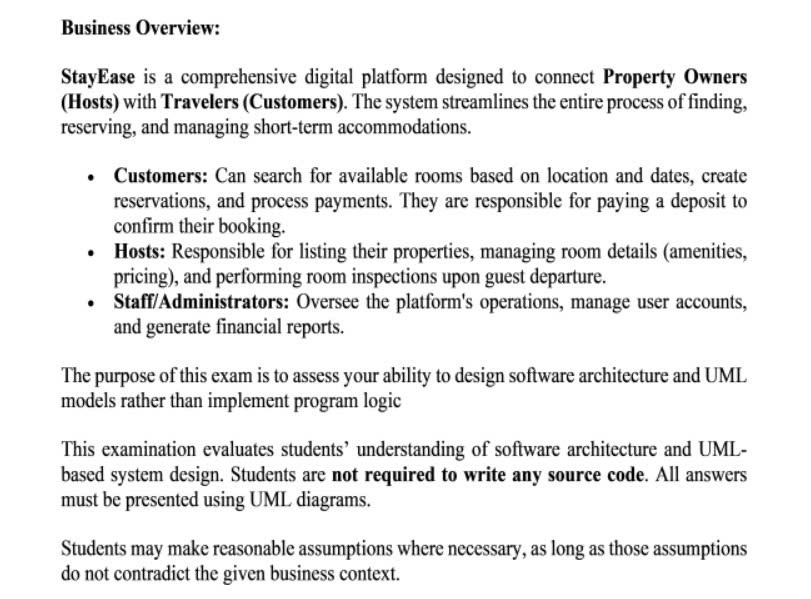 Business Overview:
StayEase is a comprehensive digital platform designed to connect Property Owners
(Hosts) with Travelers (Customers). The system streamlines the entire process of finding,
reserving, and managing short-term accommodations.
• Customers: Can search for available rooms based on location and dates, create
reservations, and process payments. They are responsible for paying a deposit to
confirm their booking.
• Hosts: Responsible for listing their properties, managing room details (amenities,
pricing), and performing room inspections upon guest departure.
• Staff/Administrators: Oversee the platform's operations, manage user accounts,
and generate financial reports.
The purpose of this exam is to assess your ability to design software architecture and UML
models rather than implement program logic
This examination evaluates students’ understanding of software architecture and UML-
based system design. Students are not required to write any source code. All answers
must be presented using UML diagrams.
Students may make reasonable assumptions where necessary, as long as those assumptions
do not contradict the given business context.